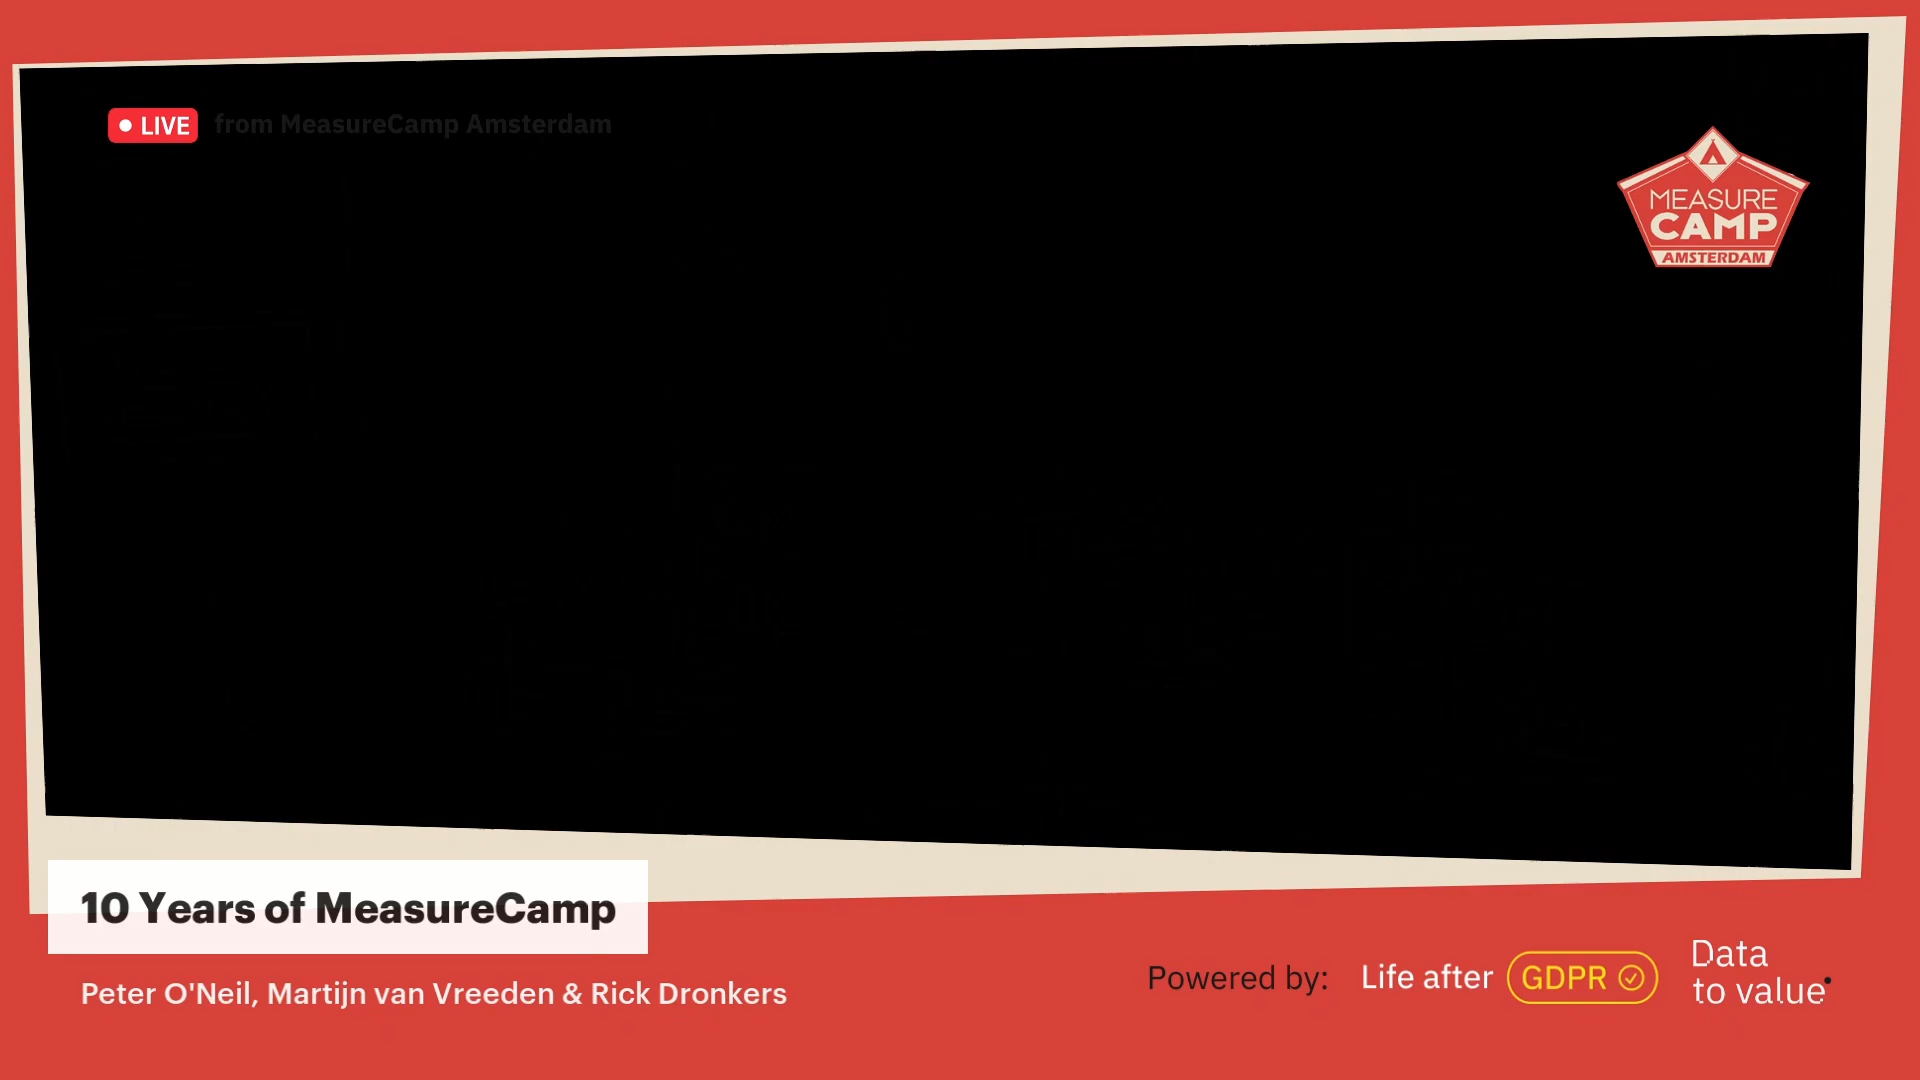 LIVE from MeasureCamp Amsterdam
MEASURE
CAMP
AMSTERDAM
10 Years of MeasureCamp
Peter O'Neil, Martijn van Vreeden & Rick Dronkers
Powered by: Life after GDPR
Data
to value